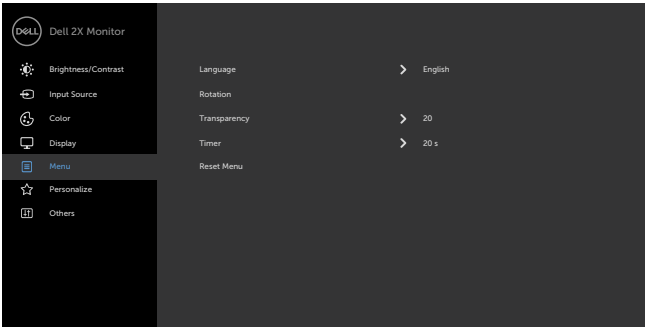 DELL Dell 2X Monitor
Brightness/Contrast
Language English
Input Source
Rotation
Color
Transparency 20
Display
Timer 20 s
Menu
Reset Menu
Personalize
Others